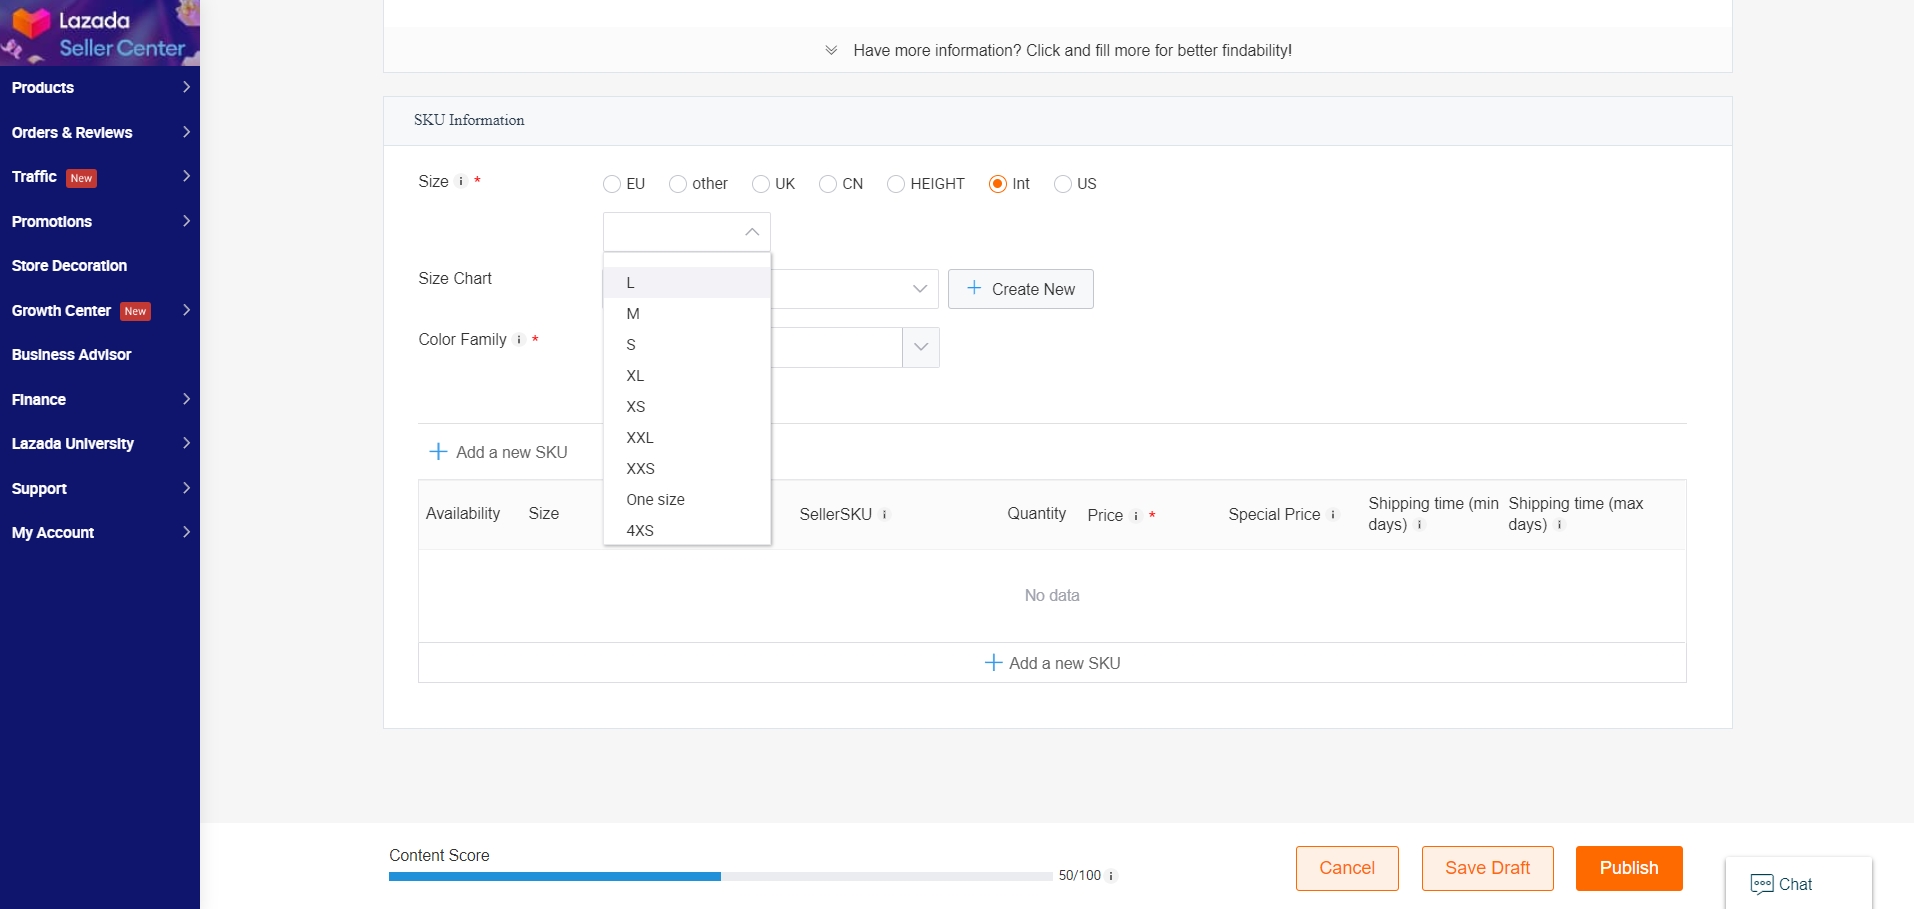 Lazada
Seller Center
Products
Orders & Reviews
Traffic New
Promotions
Store Decoration
Growth Center New
Business Advisor
Finance
Lazada University
Support
My Account
Have more information? Click and fill more for better findability!
SKU Information
Size i *
EU other UK CN HEIGHT Int US
L
M
S
XL
XS
XXL
XXS
One size
4XS
Size Chart
+ Create New
Color Family i *
+ Add a new SKU
Availability Size SellerSKU i Quantity Price i * Special Price i Shipping time (min days) i Shipping time (max days) i
No data
+ Add a new SKU
Content Score
50/100 i
Cancel
Save Draft
Publish
Chat